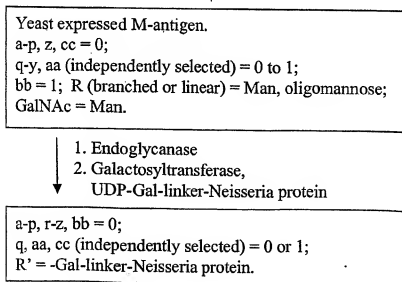 Yeast expressed M-antigen.
a-p, z, cc = 0;
q-y, aa (independently selected) = 0 to 1;
bb = 1; R (branched or linear) = Man, oligomannose;
GalNAc = Man.
1. Endoglycanase
2. Galactosyltransferase,
UDP-Gal-linker-Neisseria protein
a-p, r-z, bb = 0;
q, aa, cc (independently selected) = 0 or 1;
R' = -Gal-linker-Neisseria protein.